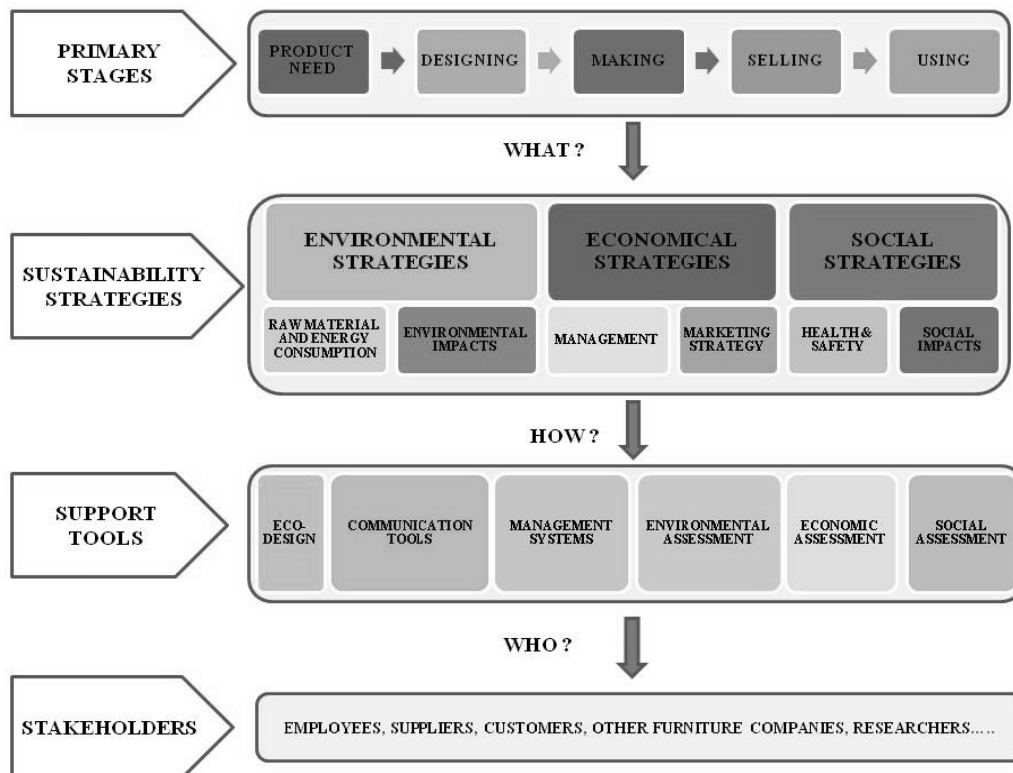 PRIMARY
STAGES
PRODUCT
NEED
DESIGNING
MAKING
SELLING
USING
WHAT ?
SUSTAINABILITY
STRATEGIES
ENVIRONMENTAL
STRATEGIES
ECONOMICAL
STRATEGIES
SOCIAL
STRATEGIES
RAW MATERIAL
AND ENERGY
CONSUMPTION
ENVIRONMENTAL
IMPACTS
MANAGEMENT
MARKETING
STRATEGY
HEALTH &
SAFETY
SOCIAL
IMPACTS
HOW ?
SUPPORT
TOOLS
ECO-
DESIGN
COMMUNICATION
TOOLS
MANAGEMENT
SYSTEMS
ENVIRONMENTAL
ASSESSMENT
ECONOMIC
ASSESSMENT
SOCIAL
ASSESSMENT
WHO ?
STAKEHOLDERS
EMPLOYEES, SUPPLIERS, CUSTOMERS, OTHER FURNITURE COMPANIES, RESEARCHERS.....